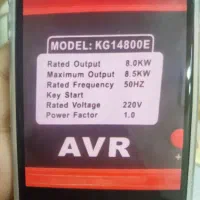 MODEL: KG14800E
Rated Output 8.0KW
Maximum Output 8.5KW
Rated Frequency 50HZ
Key Start
Rated Voltage 220V
Power Factor 1.0
AVR